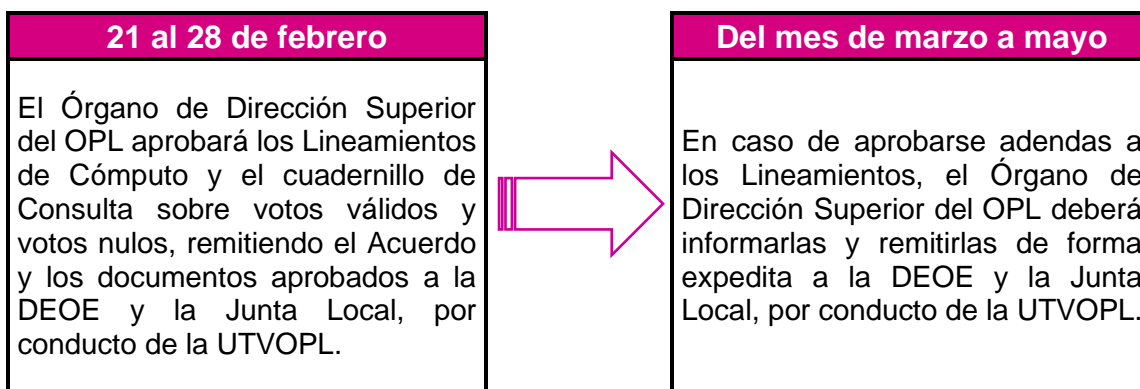 21 al 28 de febrero
El Órgano de Dirección Superior
del OPL aprobará los Lineamientos
de Cómputo y el cuadernillo de
Consulta sobre votos válidos y
votos nulos, remitiendo el Acuerdo
y los documentos aprobados a la
DEOE y la Junta Local, por
conducto de la UTVOPL.
Del mes de marzo a mayo
En caso de aprobarse adendas a
los Lineamientos, el Órgano de
Dirección Superior del OPL deberá
informarlas y remitirlas de forma
expedita a la DEOE y la Junta
Local, por conducto de la UTVOPL.